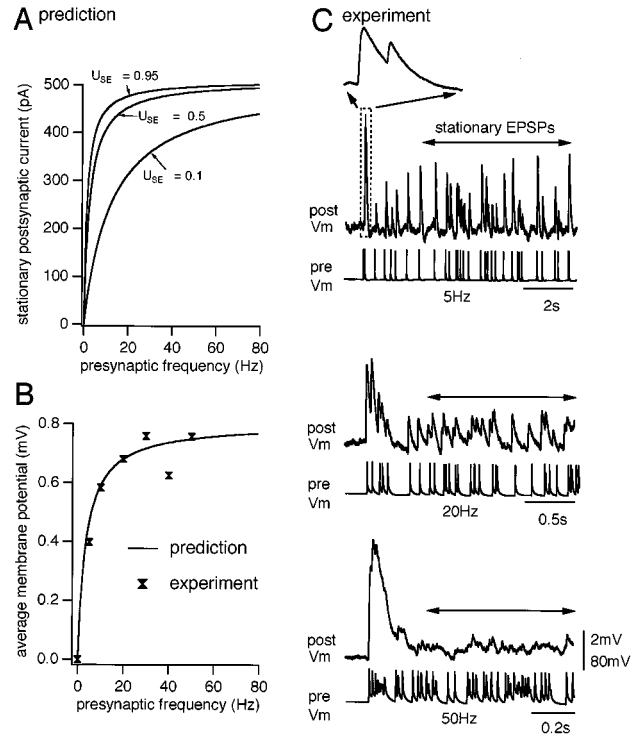 A prediction
stationary postsynaptic current (pA)
500
400
300
200
100
0
U_SE = 0.95
U_SE = 0.5
U_SE = 0.1
0 20 40 60 80
presynaptic frequency (Hz)
B
average membrane potential (mV)
0.8
0.6
0.4
0.2
0.0
prediction
experiment
0 20 40 60 80
presynaptic frequency (Hz)
C experiment
stationary EPSPs
post
Vm
pre
Vm
5Hz
2s
post
Vm
pre
Vm
20Hz
0.5s
post
Vm
2mV
80mV
pre
Vm
50Hz
0.2s